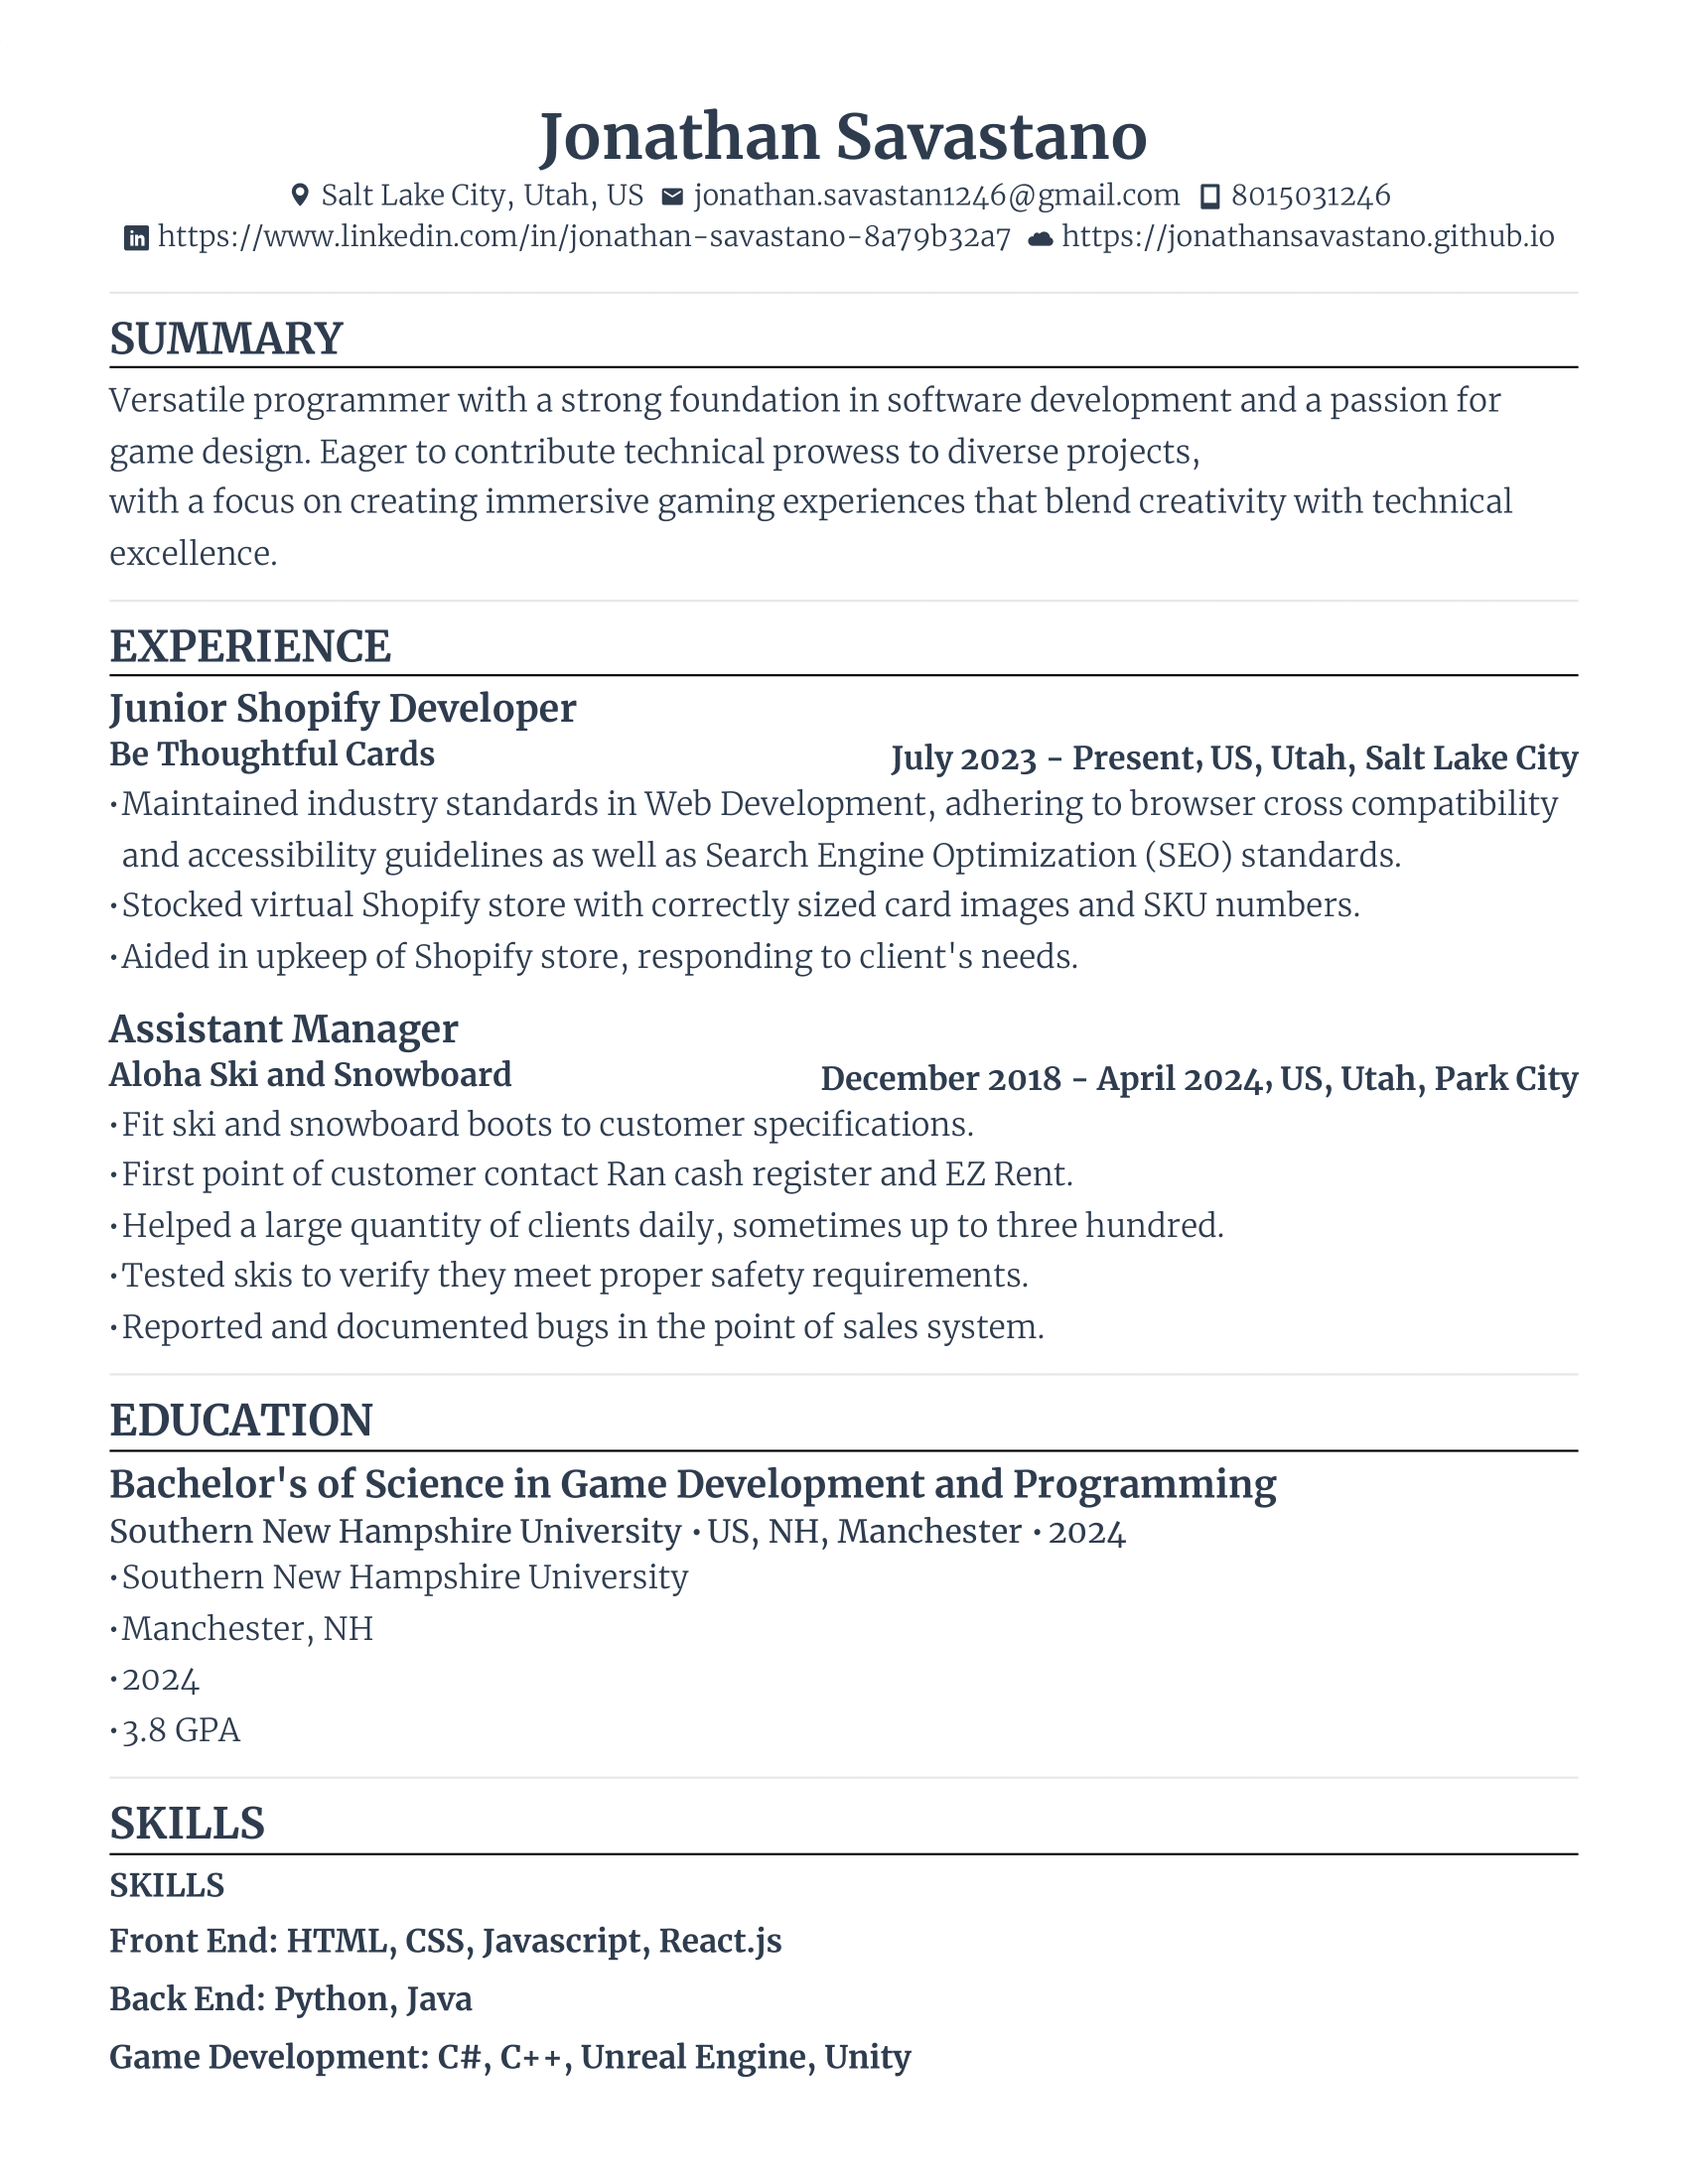 Jonathan Savastano
Salt Lake City, Utah, US jonathan.savastan1246@gmail.com 8015031246
https://www.linkedin.com/in/jonathan-savastano-8a79b32a7 https://jonathansavastano.github.io
SUMMARY
Versatile programmer with a strong foundation in software development and a passion for
game design. Eager to contribute technical prowess to diverse projects,
with a focus on creating immersive gaming experiences that blend creativity with technical
excellence.
EXPERIENCE
Junior Shopify Developer
Be Thoughtful Cards July 2023 - Present, US, Utah, Salt Lake City
•Maintained industry standards in Web Development, adhering to browser cross compatibility
and accessibility guidelines as well as Search Engine Optimization (SEO) standards.
•Stocked virtual Shopify store with correctly sized card images and SKU numbers.
•Aided in upkeep of Shopify store, responding to client's needs.
Assistant Manager
Aloha Ski and Snowboard December 2018 - April 2024, US, Utah, Park City
•Fit ski and snowboard boots to customer specifications.
•First point of customer contact Ran cash register and EZ Rent.
•Helped a large quantity of clients daily, sometimes up to three hundred.
•Tested skis to verify they meet proper safety requirements.
•Reported and documented bugs in the point of sales system.
EDUCATION
Bachelor's of Science in Game Development and Programming
Southern New Hampshire University • US, NH, Manchester • 2024
•Southern New Hampshire University
•Manchester, NH
•2024
•3.8 GPA
SKILLS
SKILLS
Front End: HTML, CSS, Javascript, React.js
Back End: Python, Java
Game Development: C#, C++, Unreal Engine, Unity